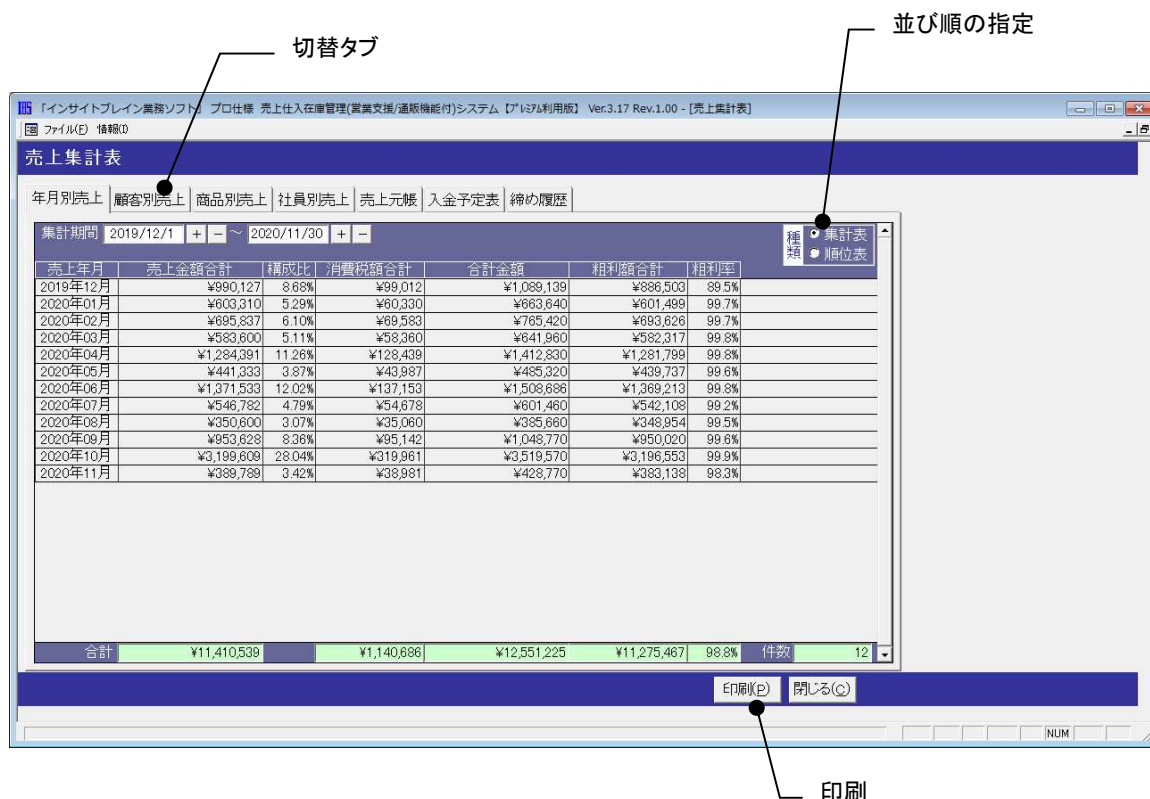 並び順の指定
切替タブ
「インサイトブレイン業務ソフト」 プロ仕様 売上仕入在庫管理(営業支援/通販機能付)システム【ﾌﾟﾚﾐｱﾑ利用版】 Ver.3.17 Rev.1.00 - [売上集計表]
ファイル(F) 情報(I)
売上集計表
年月別売上 顧客別売上 商品別売上 社員別売上 売上元帳 入金予定表 締め履歴
集計期間 2019/12/1 + - ～ 2020/11/30 + - 種類 集計表
順位表
売上年月 売上金額合計 構成比 消費税額合計 合計金額 粗利額合計 粗利率
2019年12月 ¥990,127 8.68% ¥99,012 ¥1,089,139 ¥886,503 89.5%
2020年01月 ¥603,310 5.29% ¥60,330 ¥663,640 ¥601,499 99.7%
2020年02月 ¥695,837 6.10% ¥69,583 ¥765,420 ¥693,626 99.7%
2020年03月 ¥583,600 5.11% ¥58,360 ¥641,960 ¥582,317 99.8%
2020年04月 ¥1,284,391 11.26% ¥128,439 ¥1,412,830 ¥1,281,799 99.8%
2020年05月 ¥441,333 3.87% ¥43,987 ¥485,320 ¥439,737 99.6%
2020年06月 ¥1,371,533 12.02% ¥137,153 ¥1,508,686 ¥1,369,213 99.8%
2020年07月 ¥546,782 4.79% ¥54,678 ¥601,460 ¥542,108 99.2%
2020年08月 ¥350,600 3.07% ¥35,060 ¥385,660 ¥348,954 99.5%
2020年09月 ¥953,628 8.36% ¥95,142 ¥1,048,770 ¥950,020 99.6%
2020年10月 ¥3,199,609 28.04% ¥319,961 ¥3,519,570 ¥3,196,553 99.9%
2020年11月 ¥389,789 3.42% ¥38,981 ¥428,770 ¥383,138 98.3%
合計 ¥11,410,539 ¥1,140,686 ¥12,551,225 ¥11,275,467 98.8% 件数 12
印刷(P) 閉じる(C)
NUM
印刷